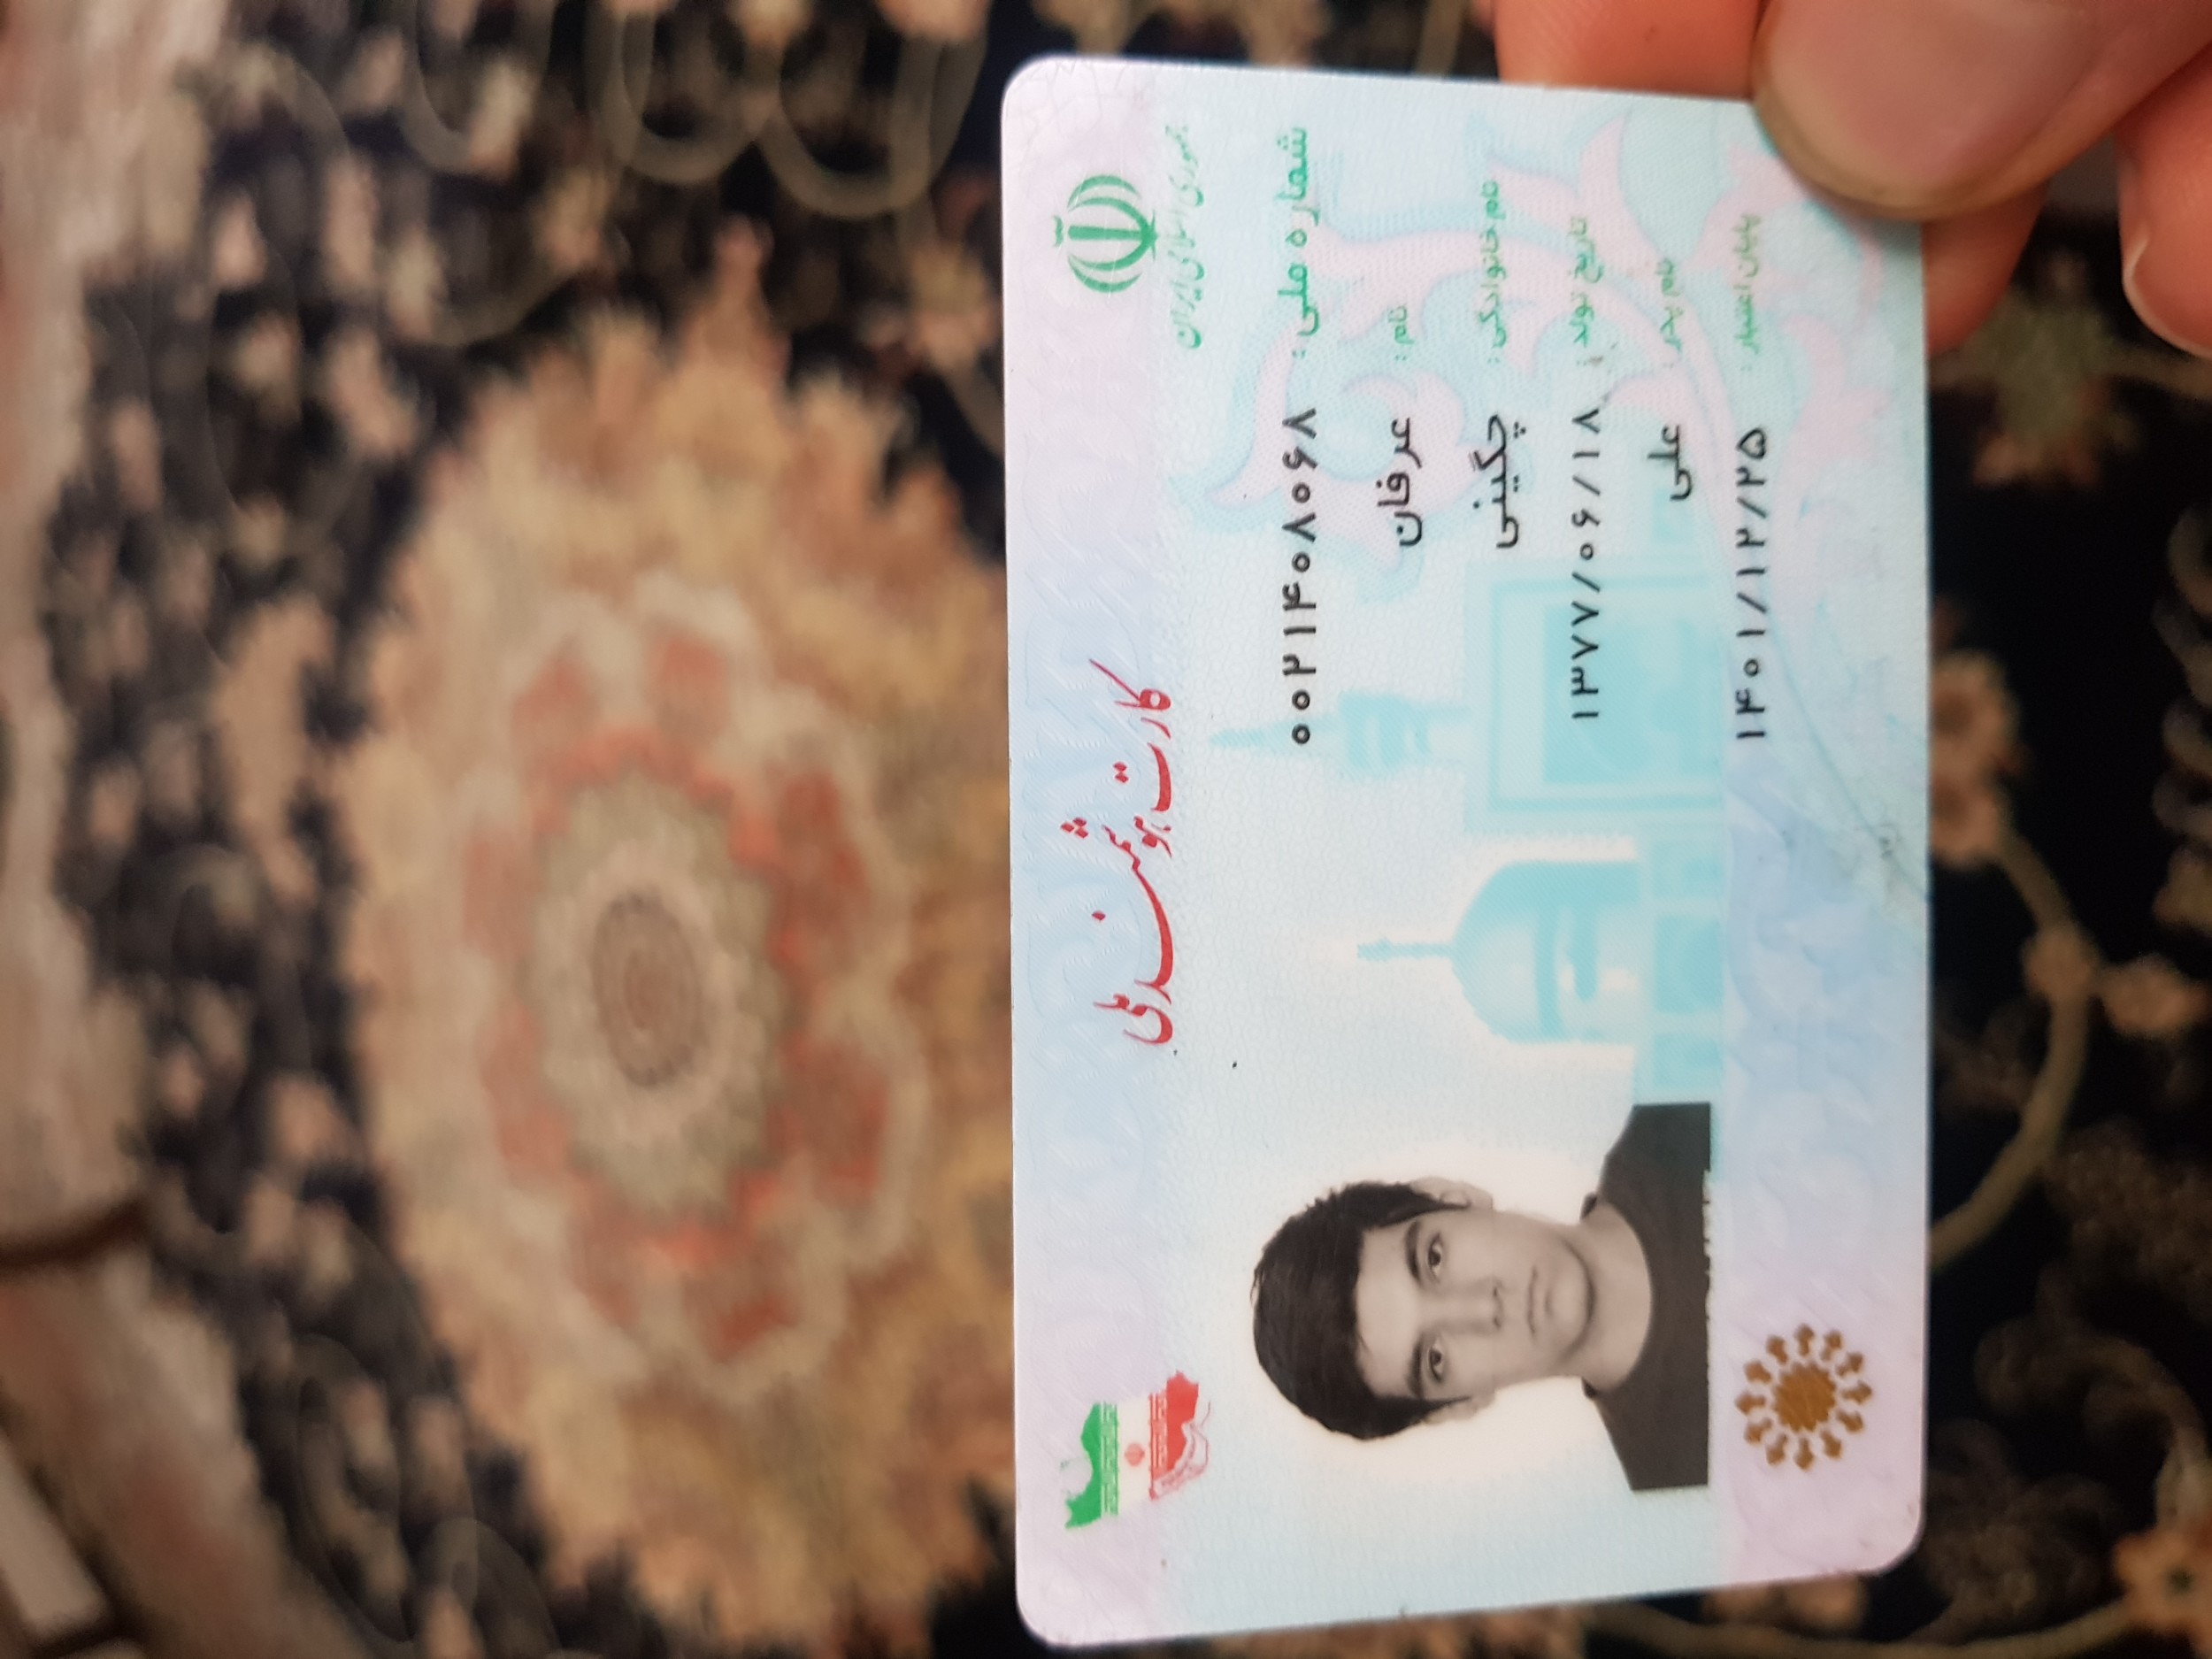 جمهوری اسلامی ایران
کارت هوشمند ملی
شماره ملی: ۰۰۲۱۴۰۸۰۶۸
نام: عرفان
نام خانوادگی: چگینی
تاریخ تولد: ۱۳۷۷/۰۶/۱۸
نام پدر: علی
پایان اعتبار: ۱۴۰۱/۱۲/۲۵